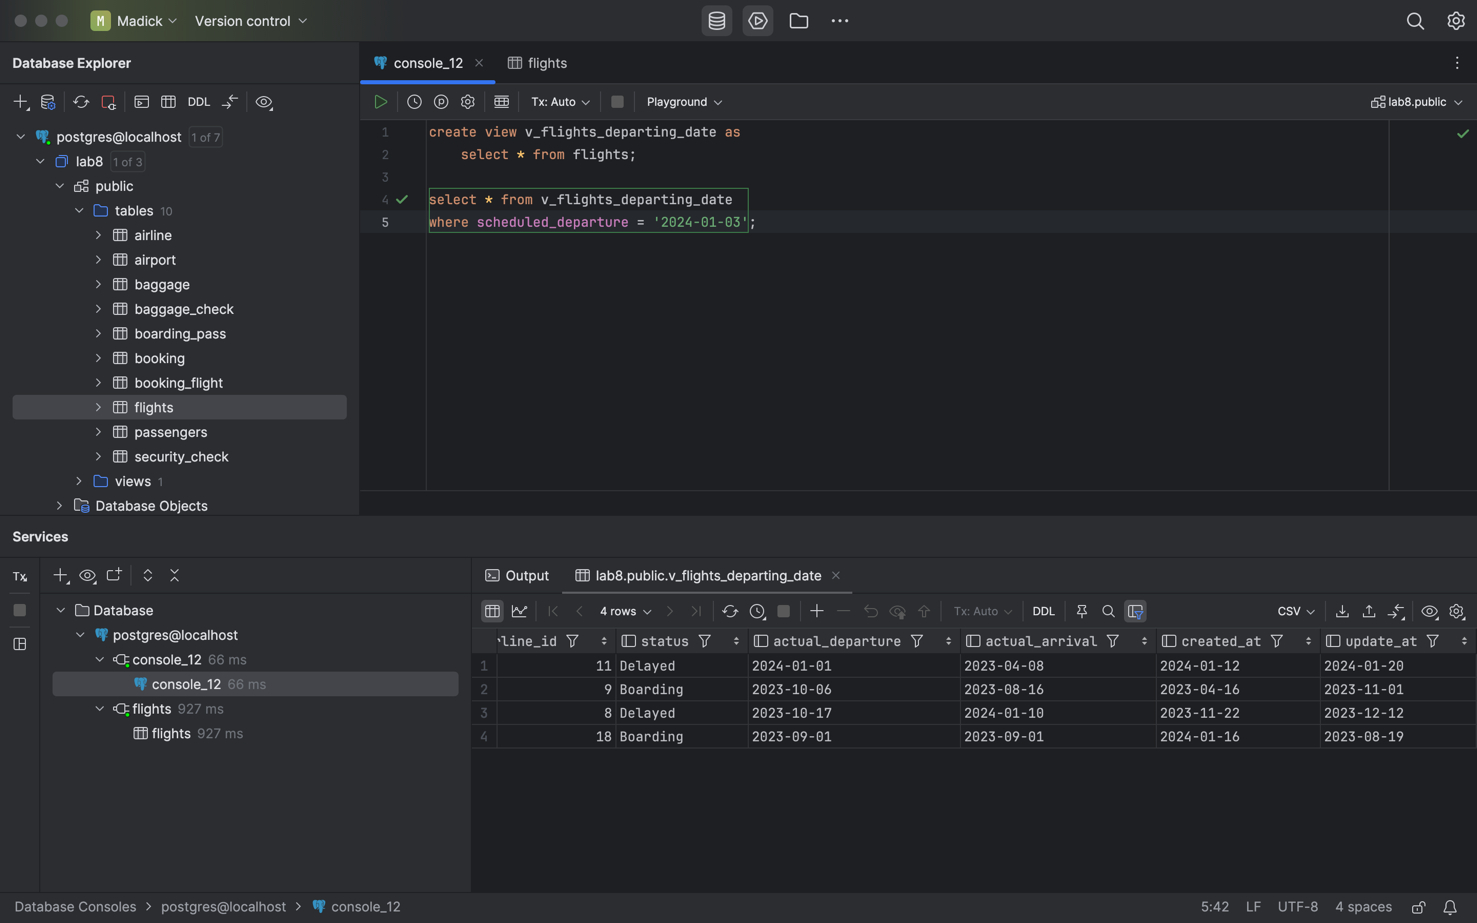 M Madick Version control
Database Explorer
DDL
postgres@localhost 1 of 7
lab8 1 of 3
public
tables 10
airline
airport
baggage
baggage_check
boarding_pass
booking
booking_flight
flights
passengers
security_check
views 1
Database Objects
console_12 flights
Tx: Auto Playground lab8.public
1 create view v_flights_departing_date as
2 select * from flights;
3
4 select * from v_flights_departing_date
5 where scheduled_departure = '2024-01-03';
Services
Tx
Database
postgres@localhost
console_12 66 ms
console_12 66 ms
flights 927 ms
flights 927 ms
Output lab8.public.v_flights_departing_date
4 rows Tx: Auto DDL CSV
line_id status actual_departure actual_arrival created_at update_at
1 11 Delayed 2024-01-01 2023-04-08 2024-01-12 2024-01-20
2 9 Boarding 2023-10-06 2023-08-16 2023-04-16 2023-11-01
3 8 Delayed 2023-10-17 2024-01-10 2023-11-22 2023-12-12
4 18 Boarding 2023-09-01 2023-09-01 2024-01-16 2023-08-19
Database Consoles > postgres@localhost > console_12
5:42 LF UTF-8 4 spaces